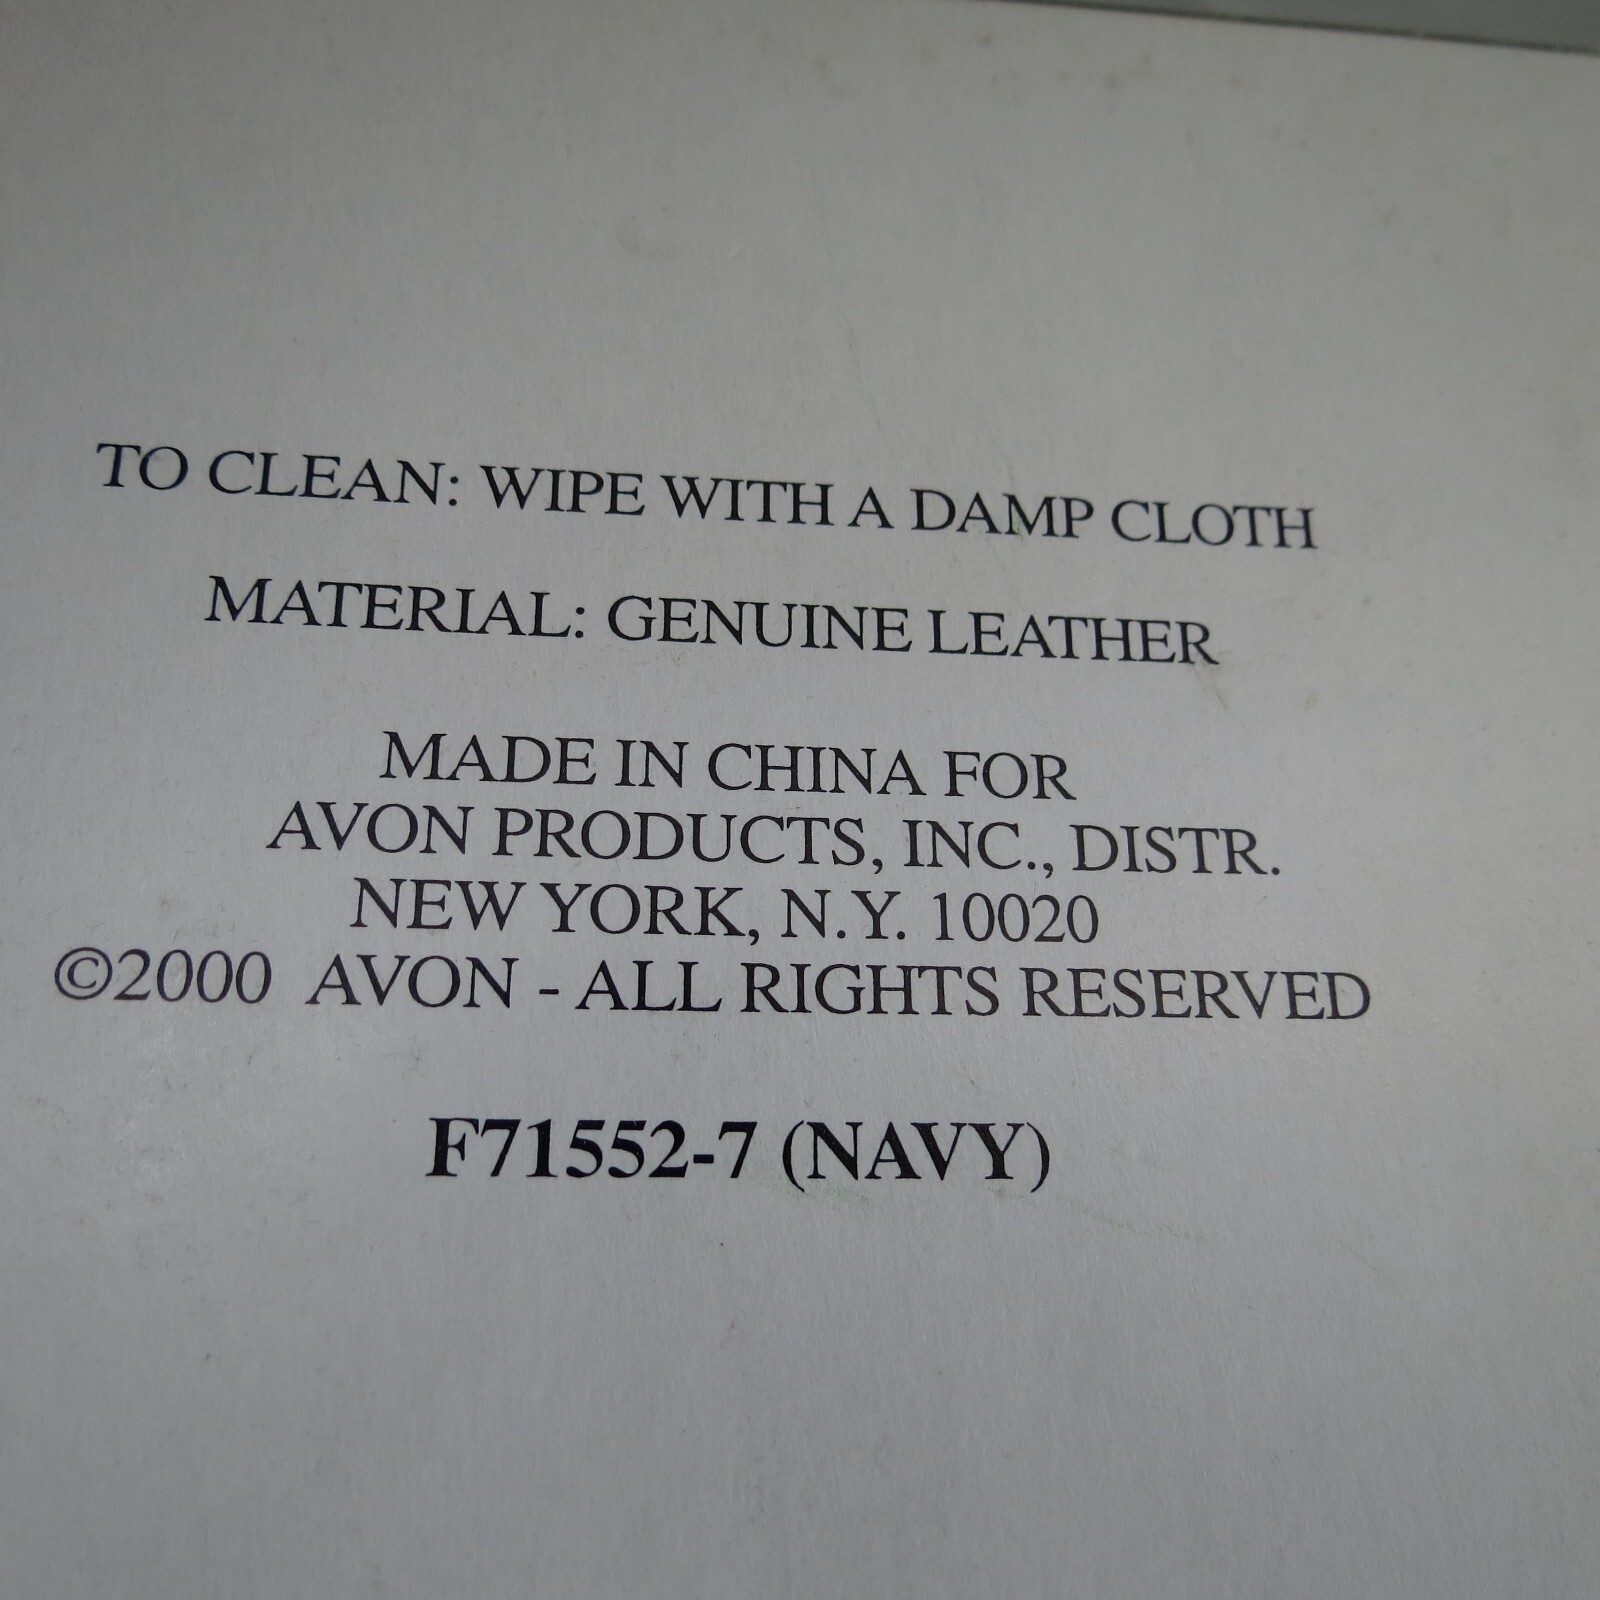 TO CLEAN: WIPE WITH A DAMP CLOTH
MATERIAL: GENUINE LEATHER
MADE IN CHINA FOR
AVON PRODUCTS, INC., DISTR.
NEW YORK, N.Y. 10020
©2000 AVON - ALL RIGHTS RESERVED
F71552-7 (NAVY)